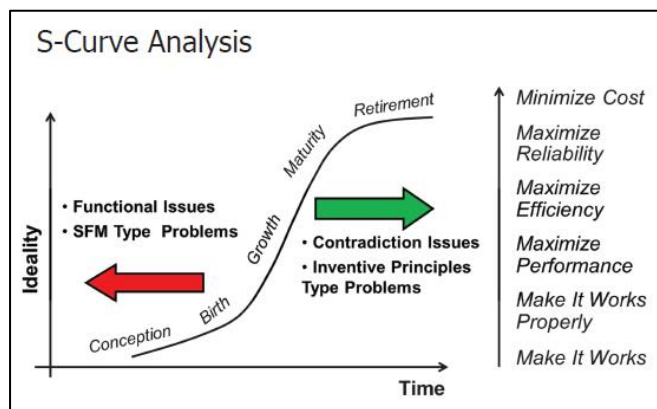 S-Curve Analysis
Ideality
• Functional Issues
• SFM Type Problems
Conception
Birth
Growth
Maturity
Retirement
• Contradiction Issues
• Inventive Principles
Type Problems
Time
Minimize Cost
Maximize
Reliability
Maximize
Efficiency
Maximize
Performance
Make It Works
Properly
Make It Works